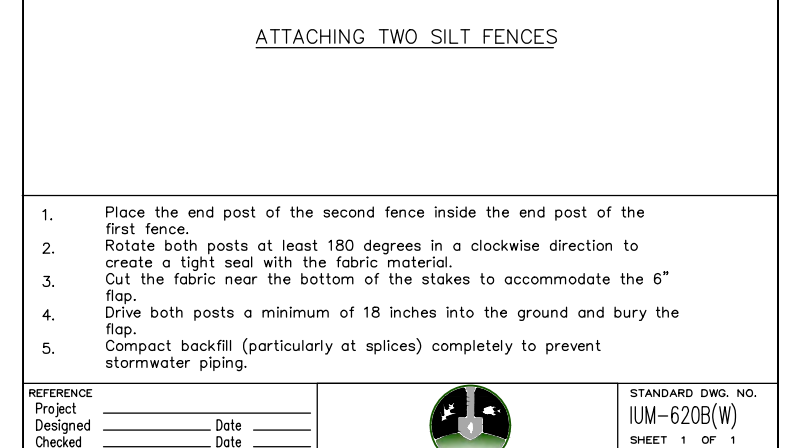 ATTACHING TWO SILT FENCES
1. Place the end post of the second fence inside the end post of the
first fence.
2. Rotate both posts at least 180 degrees in a clockwise direction to
create a tight seal with the fabric material.
3. Cut the fabric near the bottom of the stakes to accommodate the 6”
flap.
4. Drive both posts a minimum of 18 inches into the ground and bury the
flap.
5. Compact backfill (particularly at splices) completely to prevent
stormwater piping.
REFERENCE
Project
Designed Date
Checked Date
STANDARD DWG. NO.
IUM-620B(W)
SHEET 1 OF 1